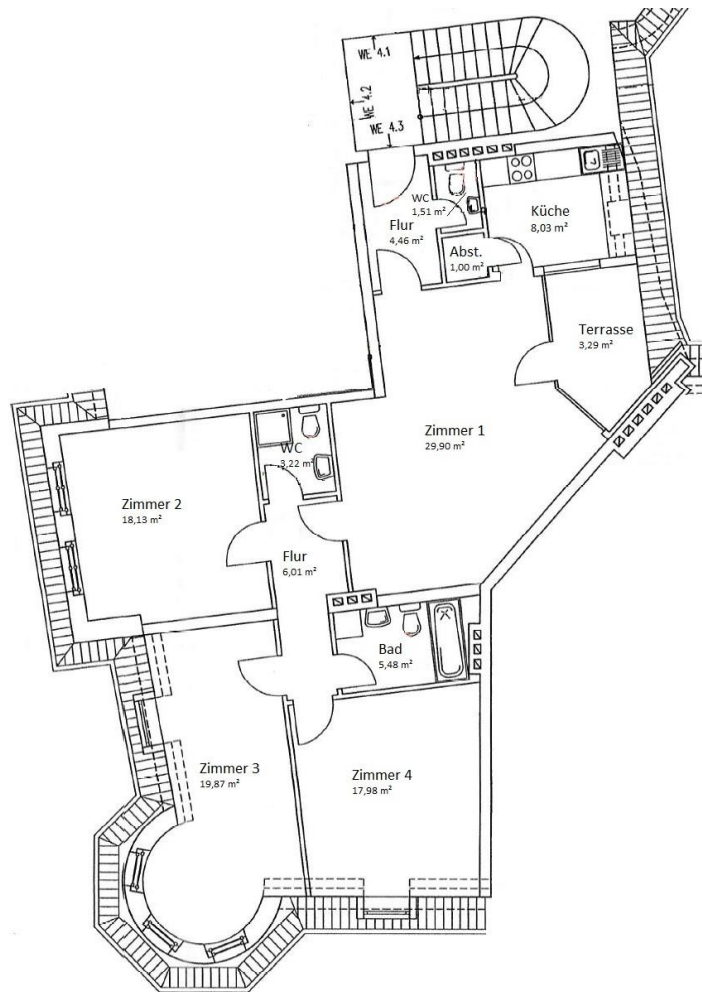 WE 4.1
WE 4.2
WE 4.3
WC
1,51 m²
Flur
4,46 m²
Küche
8,03 m²
Abst.
1,00 m²
Terrasse
3,29 m²
Zimmer 1
29,90 m²
WC
3,22 m²
Zimmer 2
18,13 m²
Flur
6,01 m²
Bad
5,48 m²
Zimmer 3
19,87 m²
Zimmer 4
17,98 m²